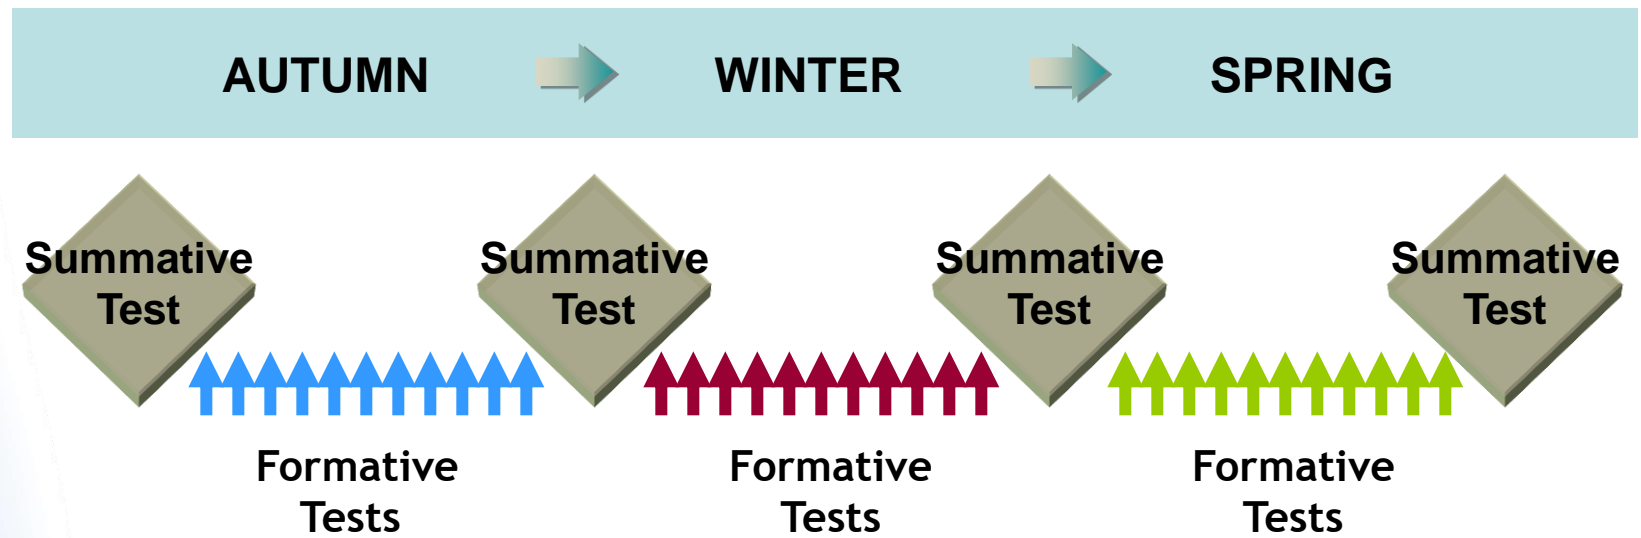 AUTUMN WINTER SPRING
Summative
Test
Summative
Test
Summative
Test
Summative
Test
Formative
Tests
Formative
Tests
Formative
Tests